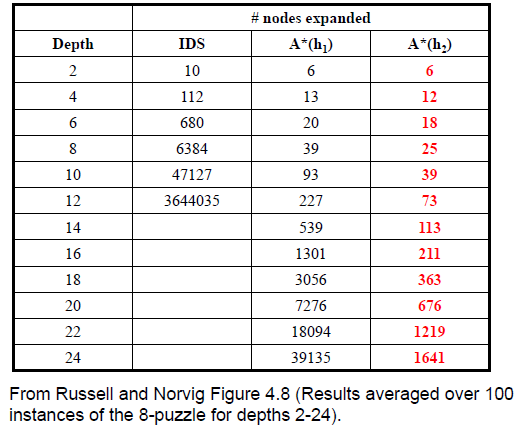 # nodes expanded
Depth IDS A*(h₁) A*(h₂)
2 10 6 6
4 112 13 12
6 680 20 18
8 6384 39 25
10 47127 93 39
12 3644035 227 73
14 539 113
16 1301 211
18 3056 363
20 7276 676
22 18094 1219
24 39135 1641
From Russell and Norvig Figure 4.8 (Results averaged over 100
instances of the 8-puzzle for depths 2-24).